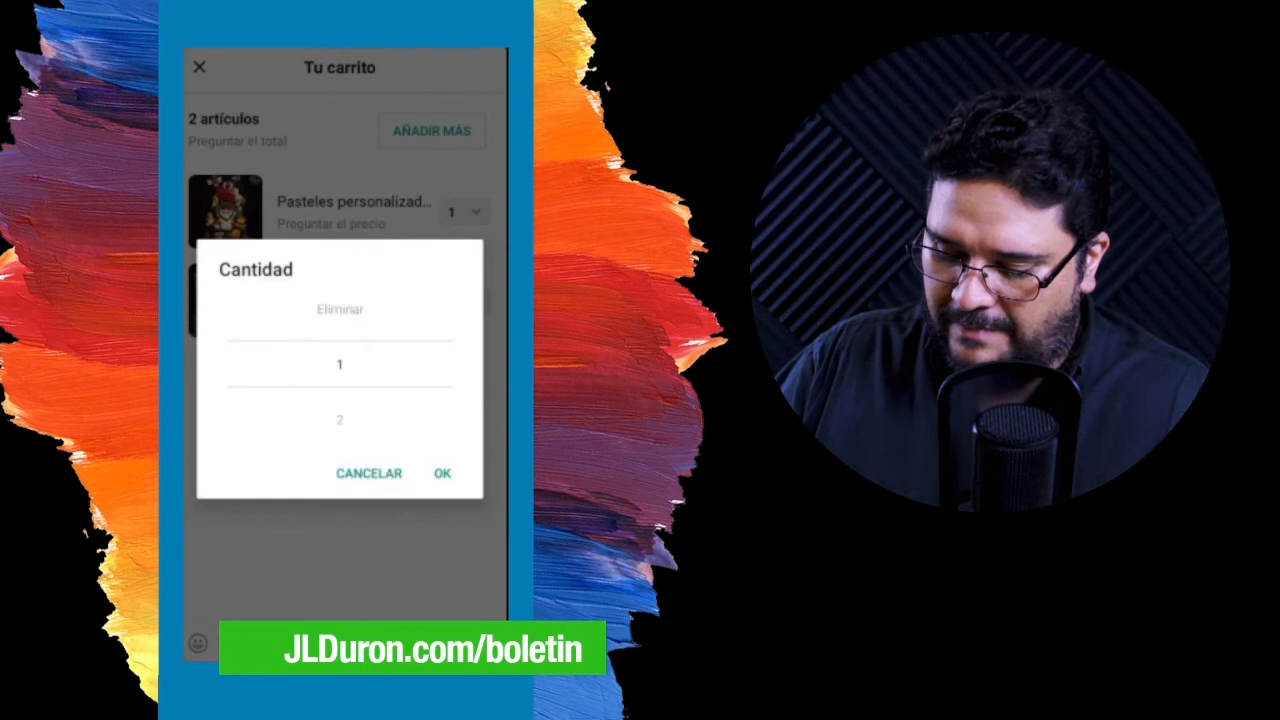 Tu carrito
2 artículos
Preguntar el total
AÑADIR MÁS
Pasteles personalizad...
1
Preguntar el precio
Cantidad
Eliminar
1
2
CANCELAR OK
JLDuron.com/boletin